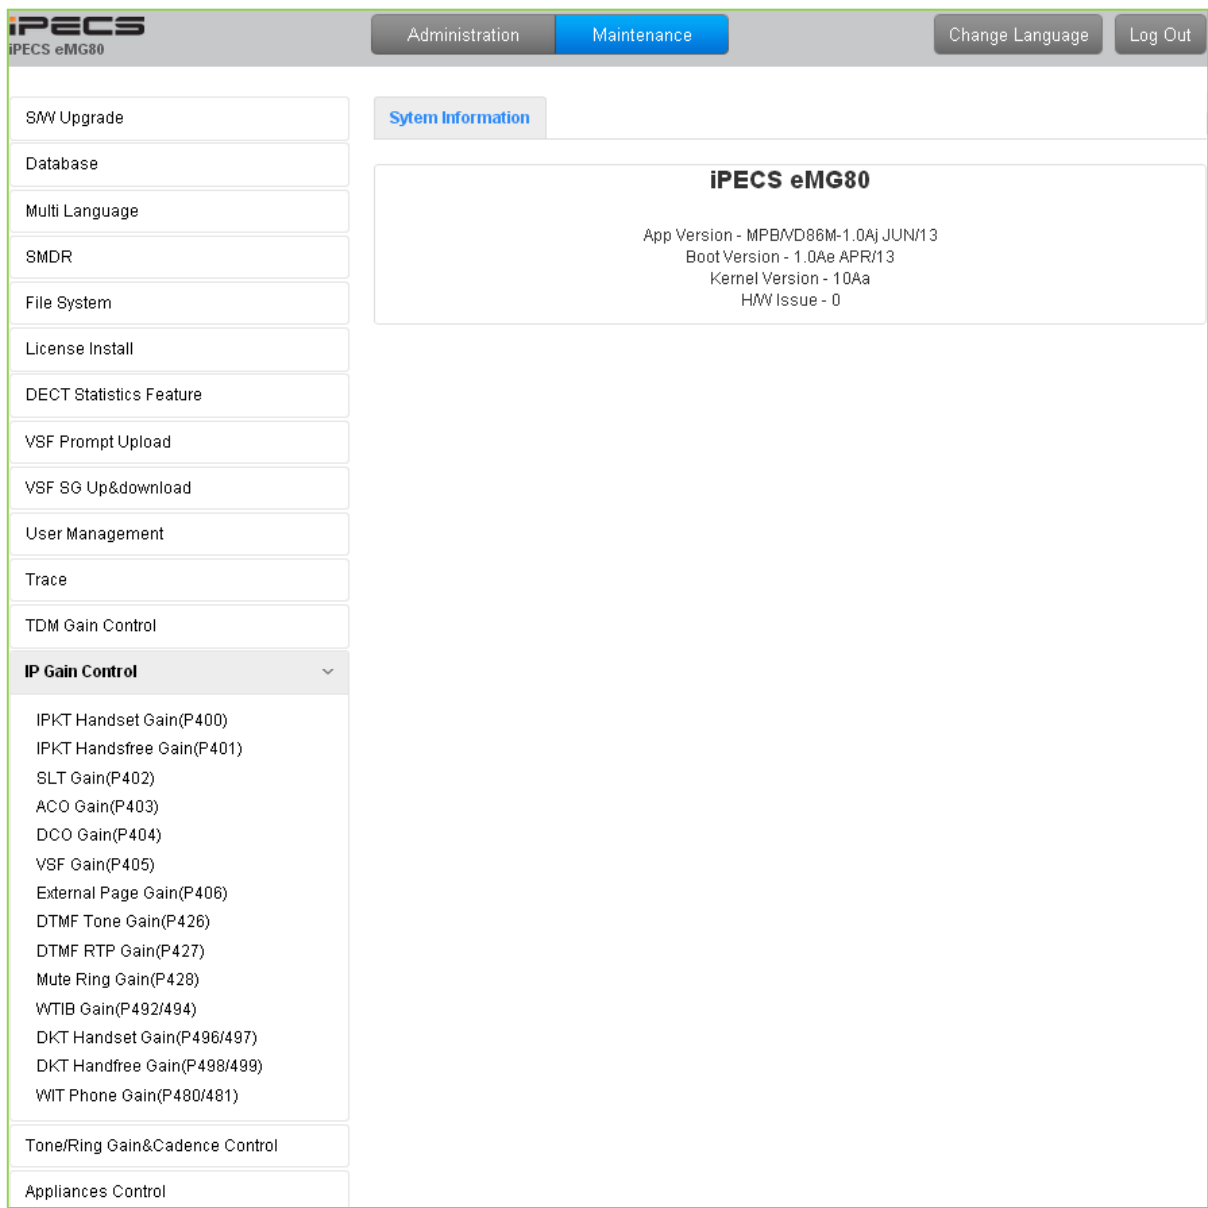 iPECS
iPECS eMG80
Administration
Maintenance
Change Language
Log Out
S/W Upgrade
Database
Multi Language
SMDR
File System
License Install
DECT Statistics Feature
VSF Prompt Upload
VSF SG Up&download
User Management
Trace
TDM Gain Control
IP Gain Control
IPKT Handset Gain(P400)
IPKT Handsfree Gain(P401)
SLT Gain(P402)
ACO Gain(P403)
DCO Gain(P404)
VSF Gain(P405)
External Page Gain(P406)
DTMF Tone Gain(P426)
DTMF RTP Gain(P427)
Mute Ring Gain(P428)
WTIB Gain(P492/494)
DKT Handset Gain(P496/497)
DKT Handfree Gain(P498/499)
WIT Phone Gain(P480/481)
Tone/Ring Gain&Cadence Control
Appliances Control
Sytem Information
iPECS eMG80
App Version - MPB/VD86M-1.0Aj JUN/13
Boot Version - 1.0Ae APR/13
Kernel Version - 10Aa
H/W Issue - 0